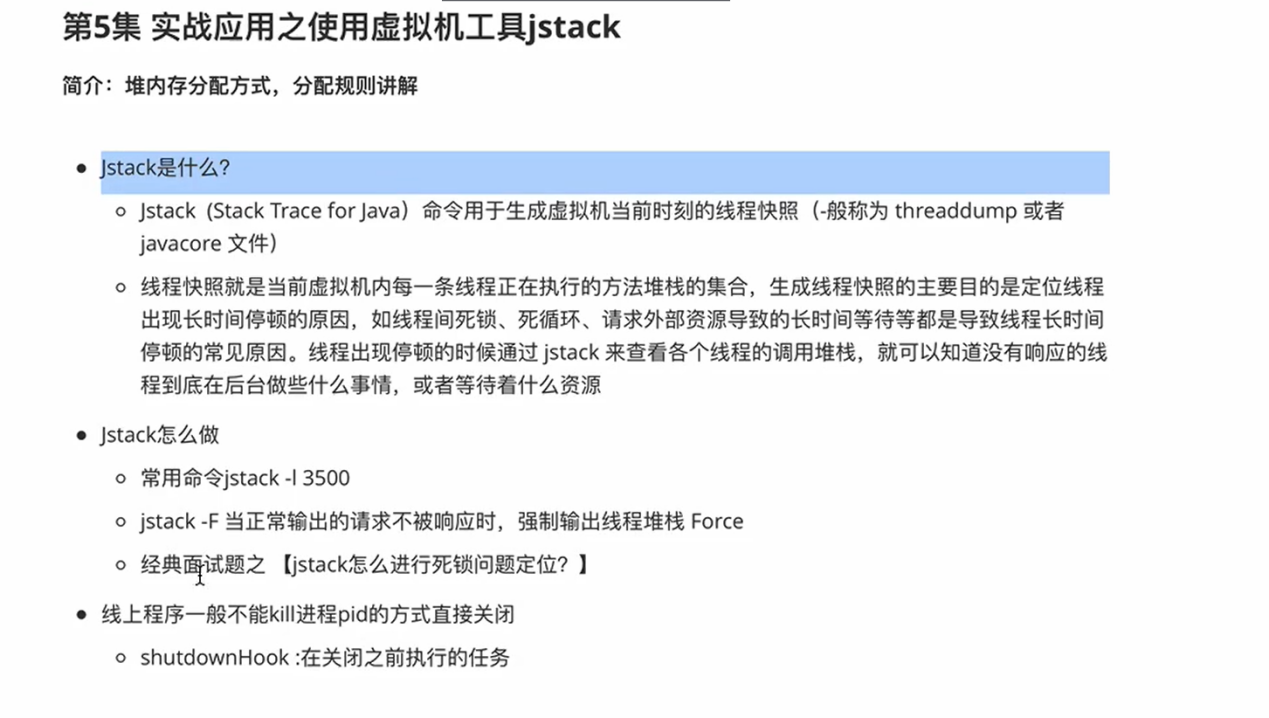 第5集 实战应用之使用虚拟机工具jstack
简介：堆内存分配方式，分配规则讲解
Jstack是什么？
Jstack（Stack Trace for Java）命令用于生成虚拟机当前时刻的线程快照（-般称为 threaddump 或者
javacore 文件）
线程快照就是当前虚拟机内每一条线程正在执行的方法堆栈的集合，生成线程快照的主要目的是定位线程
出现长时间停顿的原因，如线程间死锁、死循环、请求外部资源导致的长时间等待等都是导致线程长时间
停顿的常见原因。线程出现停顿的时候通过 jstack 来查看各个线程的调用堆栈，就可以知道没有响应的线
程到底在后台做些什么事情，或者等待着什么资源
Jstack怎么做
常用命令jstack -l 3500
jstack -F 当正常输出的请求不被响应时，强制输出线程堆栈 Force
经典面试题之 【jstack怎么进行死锁问题定位？】
线上程序一般不能kill进程pid的方式直接关闭
shutdownHook :在关闭之前执行的任务